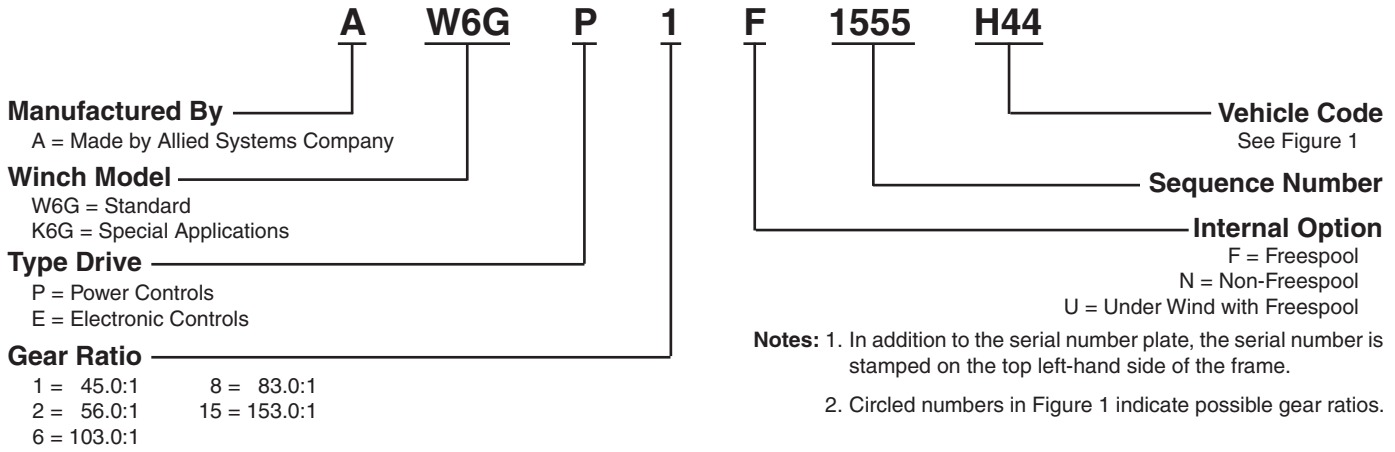 A W6G P 1 F 1555 H44
Manufactured By
A = Made by Allied Systems Company
Winch Model
W6G = Standard
K6G = Special Applications
Type Drive
P = Power Controls
E = Electronic Controls
Gear Ratio
1 = 45.0:1 8 = 83.0:1
2 = 56.0:1 15 = 153.0:1
6 = 103.0:1
Vehicle Code
See Figure 1
Sequence Number
Internal Option
F = Freespool
N = Non-Freespool
U = Under Wind with Freespool
Notes: 1. In addition to the serial number plate, the serial number is
stamped on the top left-hand side of the frame.
2. Circled numbers in Figure 1 indicate possible gear ratios.